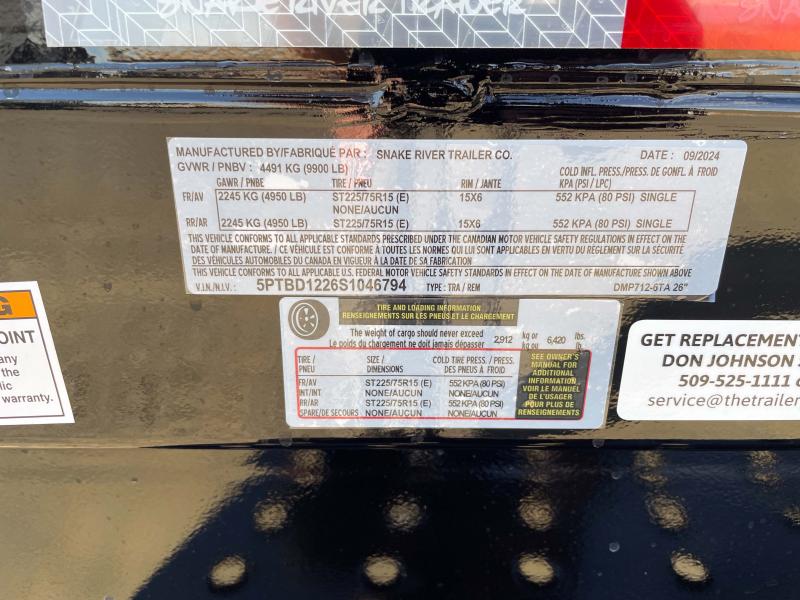 SNAKE RIVER TRAILER
MANUFACTURED BY/FABRIQUÉ PAR : SNAKE RIVER TRAILER CO. DATE : 09/2024
GVWR / PNBV : 4491 KG (9900 LB) COLD INFL. PRESS./PRESS. DE GONFL. À FROID
GAWR / PNBE TIRE / PNEU RIM / JANTE KPA (PSI / LPC)
FR/AV 2245 KG (4950 LB) ST225/75R15 (E) 15X6 552 KPA (80 PSI) SINGLE
NONE/AUCUN
RR/AR 2245 KG (4950 LB) ST225/75R15 (E) 15X6 552 KPA (80 PSI) SINGLE
THIS VEHICLE CONFORMS TO ALL APPLICABLE STANDARDS PRESCRIBED UNDER THE CANADIAN MOTOR VEHICLE SAFETY REGULATIONS IN EFFECT ON THE
DATE OF MANUFACTURE. / CE VÉHICULE EST CONFORME À TOUTES LES NORMES QUI LUI SONT APPLICABLES EN VERTU DU RÈGLEMENT SUR LA SÉCURITÉ
DES VÉHICULES AUTOMOBILES DU CANADA EN VIGUEUR À LA DATE DE SA FABRICATION
THIS VEHICLE CONFORMS TO ALL APPLICABLE U.S. FEDERAL MOTOR VEHICLE SAFETY STANDARDS IN EFFECT ON THE DATE OF MANUFACTURE SHOWN ABOVE
V.I.N./N.I.V. : 5PTBD1226S1046794 TYPE : TRA / REM DMP712-6TA 26"
TIRE AND LOADING INFORMATION
RENSEIGNEMENTS SUR LES PNEUS ET LE CHARGEMENT
The weight of cargo should never exceed 2,912 kg or 6,420 lbs.
Le poids du chargement ne doit jamais dépasser kg ou lb.
TIRE / SIZE / COLD TIRE PRESS. / PRESS.
PNEU DIMENSIONS DES PNEUS À FROID
FR/AV ST225/75R15 (E) 552 KPA (80 PSI)
INT/INT NONE/AUCUN NONE/AUCUN
RR/AR ST225/75R15 (E) 552 KPA (80 PSI)
SPARE/DE SECOURS NONE/AUCUN NONE/AUCUN
SEE OWNER'S
MANUAL FOR
ADDITIONAL
INFORMATION
VOIR LE MANUEL
DE L'USAGER
POUR PLUS DE
RENSEIGNEMENTS
G
OINT
any
the
lic
warranty.
GET REPLACEMENT
DON JOHNSON
509-525-1111
service@thetrailer